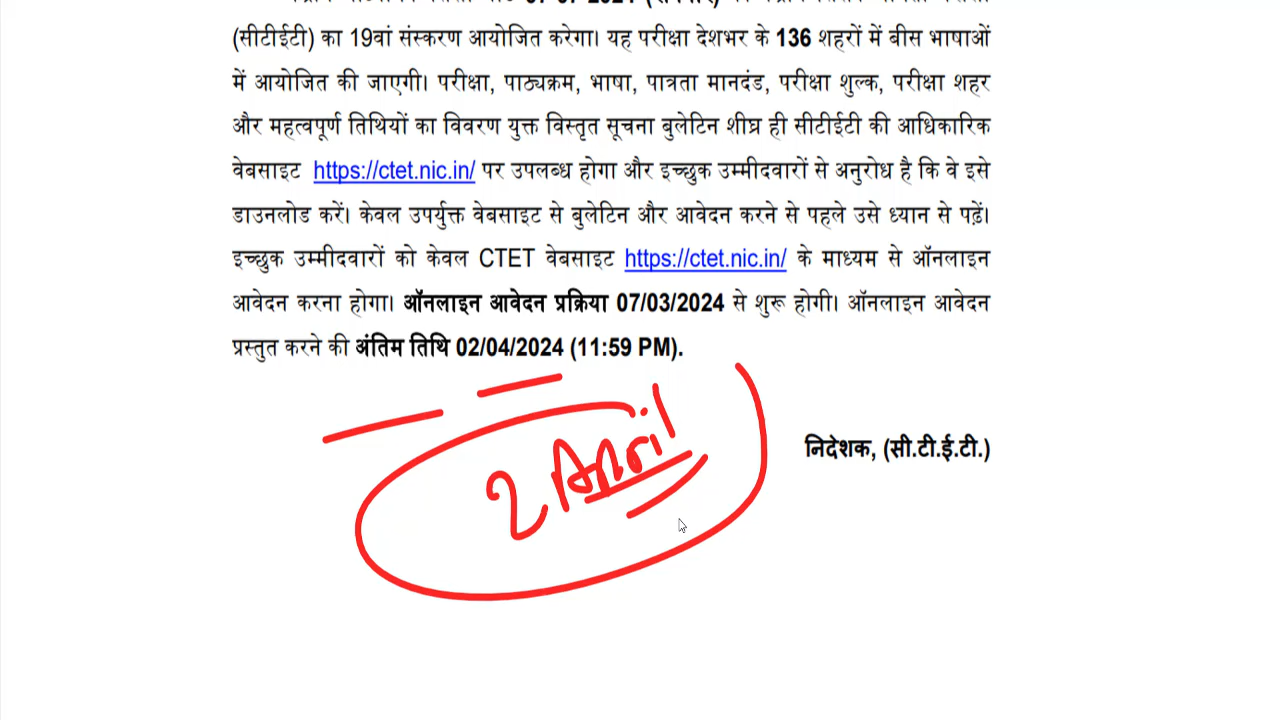 07-07-2024
(सीटीईटी) का 19वां संस्करण आयोजित करेगा। यह परीक्षा देशभर के 136 शहरों में बीस भाषाओं
में आयोजित की जाएगी। परीक्षा, पाठ्यक्रम, भाषा, पात्रता मानदंड, परीक्षा शुल्क, परीक्षा शहर
और महत्वपूर्ण तिथियों का विवरण युक्त विस्तृत सूचना बुलेटिन शीघ्र ही सीटीईटी की आधिकारिक
वेबसाइट https://ctet.nic.in/ पर उपलब्ध होगा और इच्छुक उम्मीदवारों से अनुरोध है कि वे इसे
डाउनलोड करें। केवल उपर्युक्त वेबसाइट से बुलेटिन और आवेदन करने से पहले उसे ध्यान से पढ़ें।
इच्छुक उम्मीदवारों को केवल CTET वेबसाइट https://ctet.nic.in/ के माध्यम से ऑनलाइन
आवेदन करना होगा। ऑनलाइन आवेदन प्रक्रिया 07/03/2024 से शुरू होगी। ऑनलाइन आवेदन
प्रस्तुत करने की अंतिम तिथि 02/04/2024 (11:59 PM).
2 April
निदेशक, (सी.टी.ई.टी.)